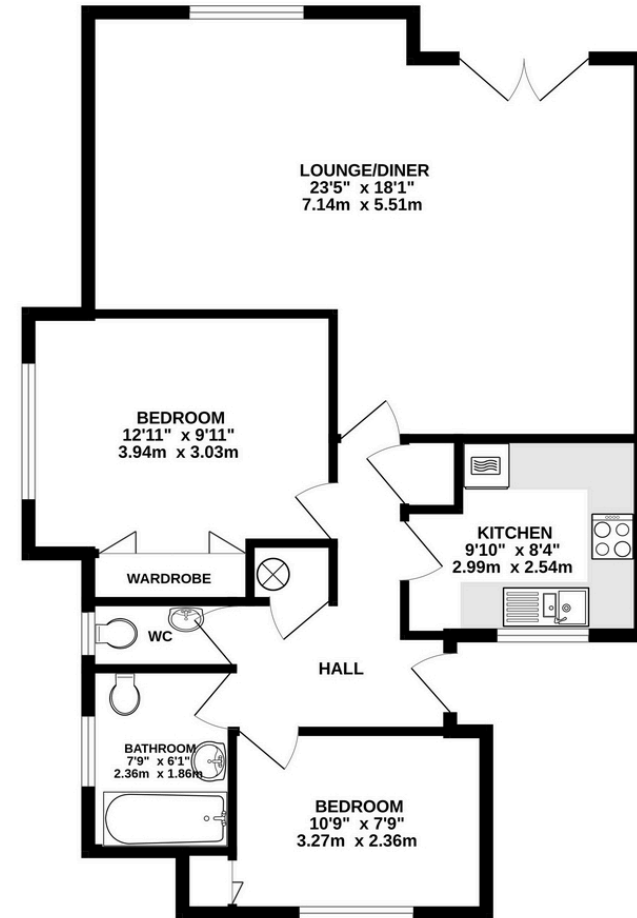 LOUNGE/DINER
23'5" x 18'1"
7.14m x 5.51m
BEDROOM
12'11" x 9'11"
3.94m x 3.03m
KITCHEN
9'10" x 8'4"
2.99m x 2.54m
WARDROBE
WC
HALL
BATHROOM
7'9" x 6'1"
2.36m x 1.86m
BEDROOM
10'9" x 7'9"
3.27m x 2.36m